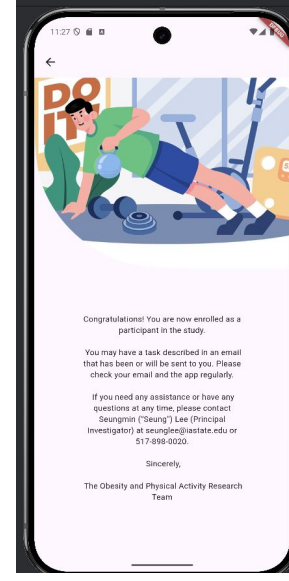 11:27
DEBUG
DO
IT
Congratulations! You are now enrolled as a
participant in the study.
You may have a task described in an email
that has been or will be sent to you. Please
check your email and the app regularly.
If you need any assistance or have any
questions at any time, please contact
Seungmin ("Seung") Lee (Principal
Investigator) at seunglee@iastate.edu or
517-898-0020.
Sincerely,
The Obesity and Physical Activity Research
Team